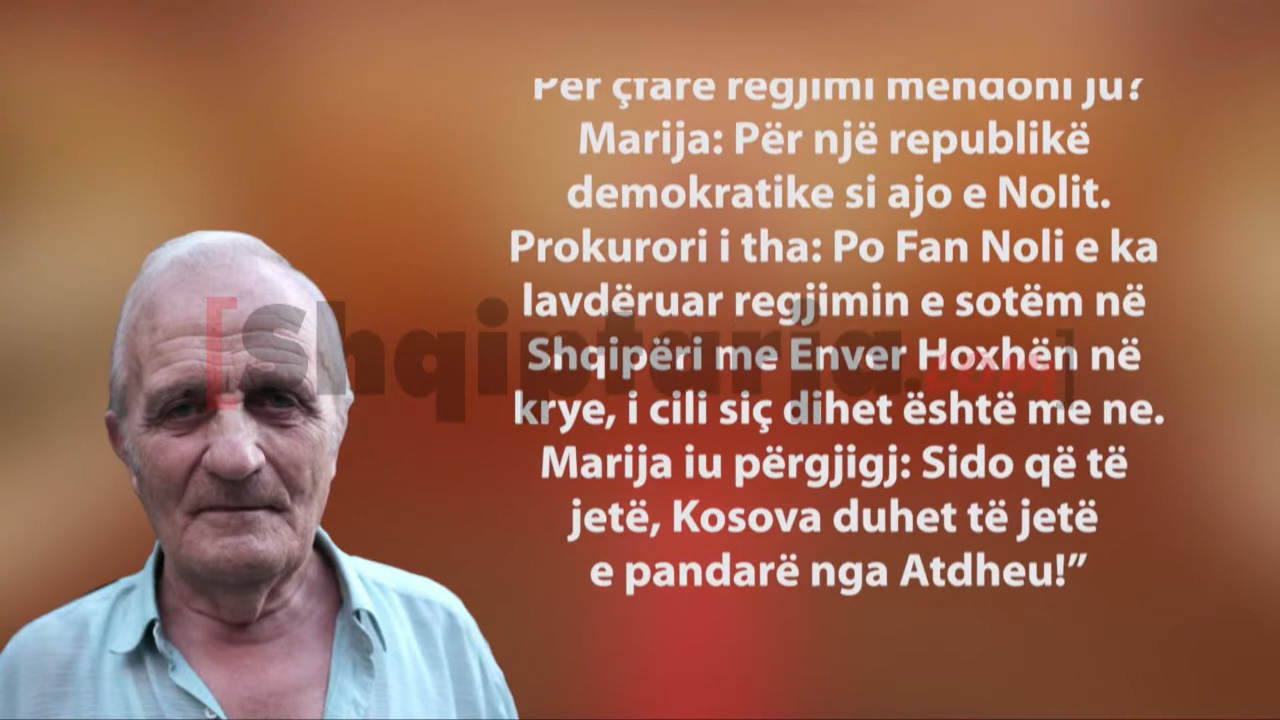 Për çfarë regjimi mendoni ju?
Marija: Për një republikë
demokratike si ajo e Nolit.
Prokurori i tha: Po Fan Noli e ka
lavdëruar regjimin e sotëm në
Shqipëri me Enver Hoxhën në
krye, i cili siç dihet është me ne.
Marija iu përgjigj: Sido që të
jetë, Kosova duhet të jetë
e pandarë nga Atdheu!”
[Shqiptarja.com]